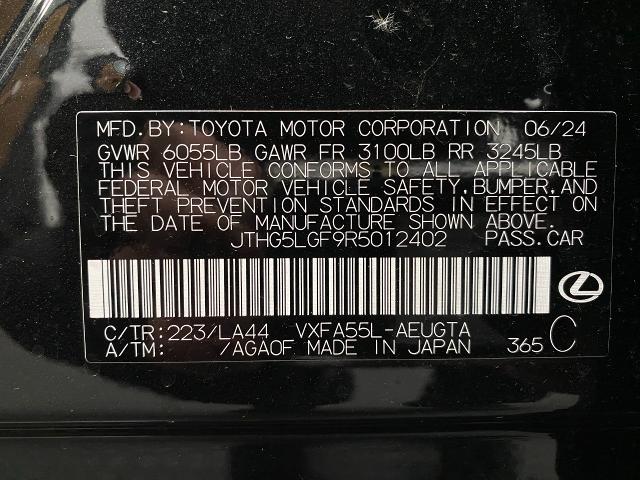 MFD. BY: TOYOTA MOTOR CORPORATION 06/24
GVWR 6055LB GAWR FR 3100LB RR 3245LB
THIS VEHICLE CONFORMS TO ALL APPLICABLE
FEDERAL MOTOR VEHICLE SAFETY, BUMPER, AND
THEFT PREVENTION STANDARDS IN EFFECT ON
THE DATE OF MANUFACTURE SHOWN ABOVE.
JTHG5LGF9R5012402 PASS. CAR
C/TR: 223/LA44 VXFA55L-AEUGTA
A/TM: /AGAOF MADE IN JAPAN 365 C